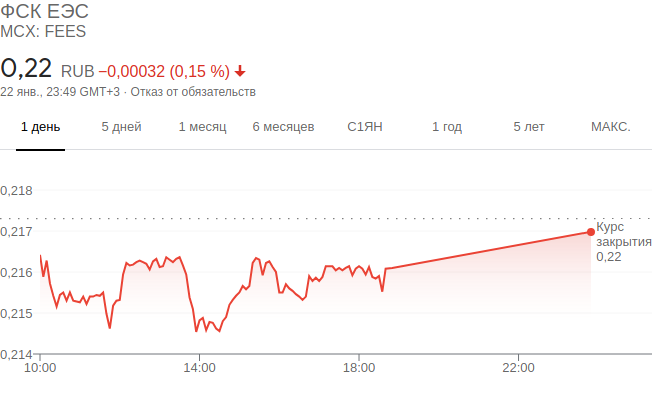 ФСК ЕЭС
MCX: FEES
0,22 RUB −0,00032 (0,15 %)
22 янв., 23:49 GMT+3 · Отказ от обязательств
1 день 5 дней 1 месяц 6 месяцев С1ЯН 1 год 5 лет МАКС.
0,218
0,217
0,216
0,215
0,214
Курс
закрытия
0,22
10:00 14:00 18:00 22:00